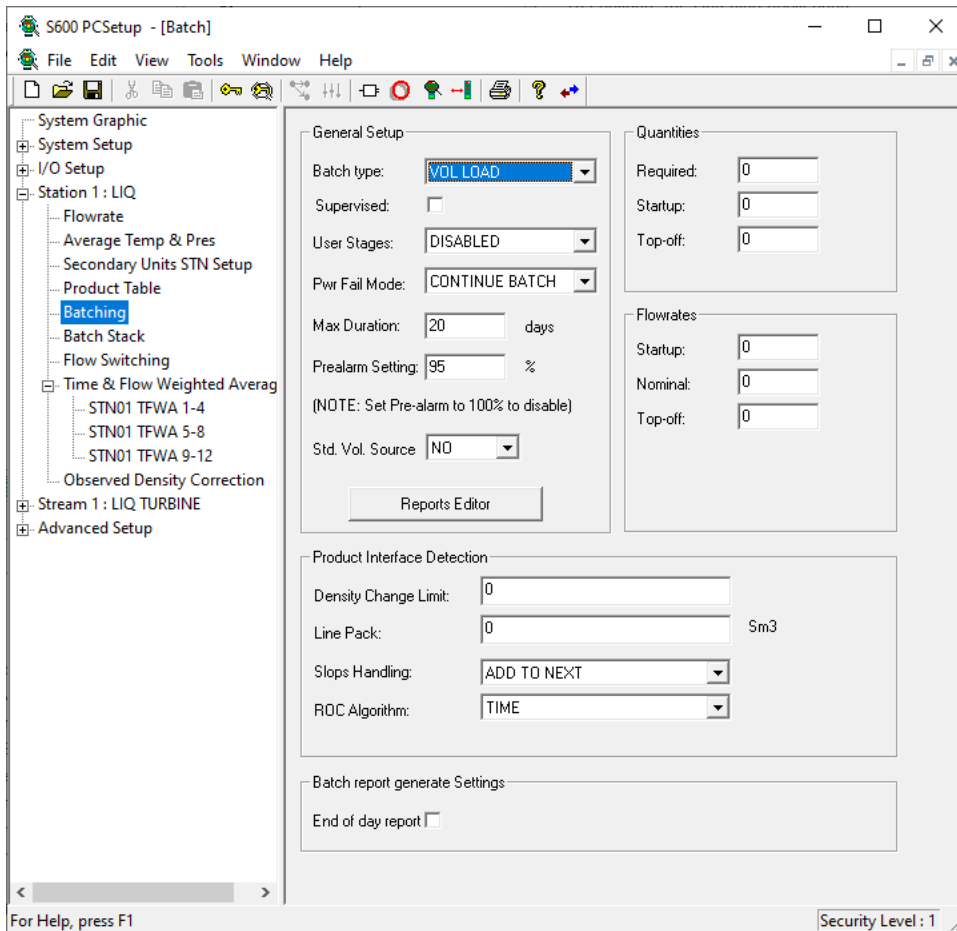 S600 PCSetup - [Batch]
File Edit View Tools Window Help
System Graphic
System Setup
I/O Setup
Station 1 : LIQ
Flowrate
Average Temp & Pres
Secondary Units STN Setup
Product Table
Batching
Batch Stack
Flow Switching
Time & Flow Weighted Averag
STN01 TFWA 1-4
STN01 TFWA 5-8
STN01 TFWA 9-12
Observed Density Correction
Stream 1 : LIQ TURBINE
Advanced Setup
General Setup
Batch type: VOL LOAD
Supervised:
User Stages: DISABLED
Pwr Fail Mode: CONTINUE BATCH
Max Duration: 20 days
Prealarm Setting: 95 %
(NOTE: Set Pre-alarm to 100% to disable)
Std. Vol. Source NO
Reports Editor
Quantities
Required: 0
Startup: 0
Top-off: 0
Flowrates
Startup: 0
Nominal: 0
Top-off: 0
Product Interface Detection
Density Change Limit: 0
Line Pack: 0 Sm3
Slops Handling: ADD TO NEXT
ROC Algorithm: TIME
Batch report generate Settings
End of day report
For Help, press F1
Security Level : 1